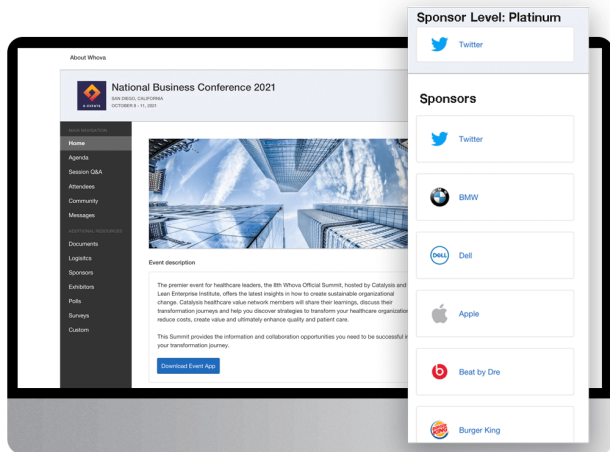 About Whova
X-EVENTS
National Business Conference 2021
SAN DIEGO, CALIFORNIA
OCTOBER 8 - 11, 2021
MAIN NAVIGATION
Home
Agenda
Session Q&A
Attendees
Community
Messages
ADDITIONAL RESOURCES
Documents
Logisitcs
Sponsors
Exhibitors
Polls
Surveys
Custom
Event description
The premier event for healthcare leaders, the 8th Whova Official Summit, hosted by Catalysis and
Lean Enterprise Institute, offers the latest insights in how to create sustainable organizational
change. Catalysis healthcare value network members will share their learnings, discuss their
transformation journeys and help you discover strategies to transform your healthcare organization
reduce costs, create value and ultimately enhance quality and patient care.
This Summit provides the information and collaboration opportunities you need to be successful in
your transformation journey.
Download Event App
Sponsor Level: Platinum
Twitter
Sponsors
Twitter
BMW
DELL
Dell
Apple
Beat by Dre
BURGER
KING
Burger King